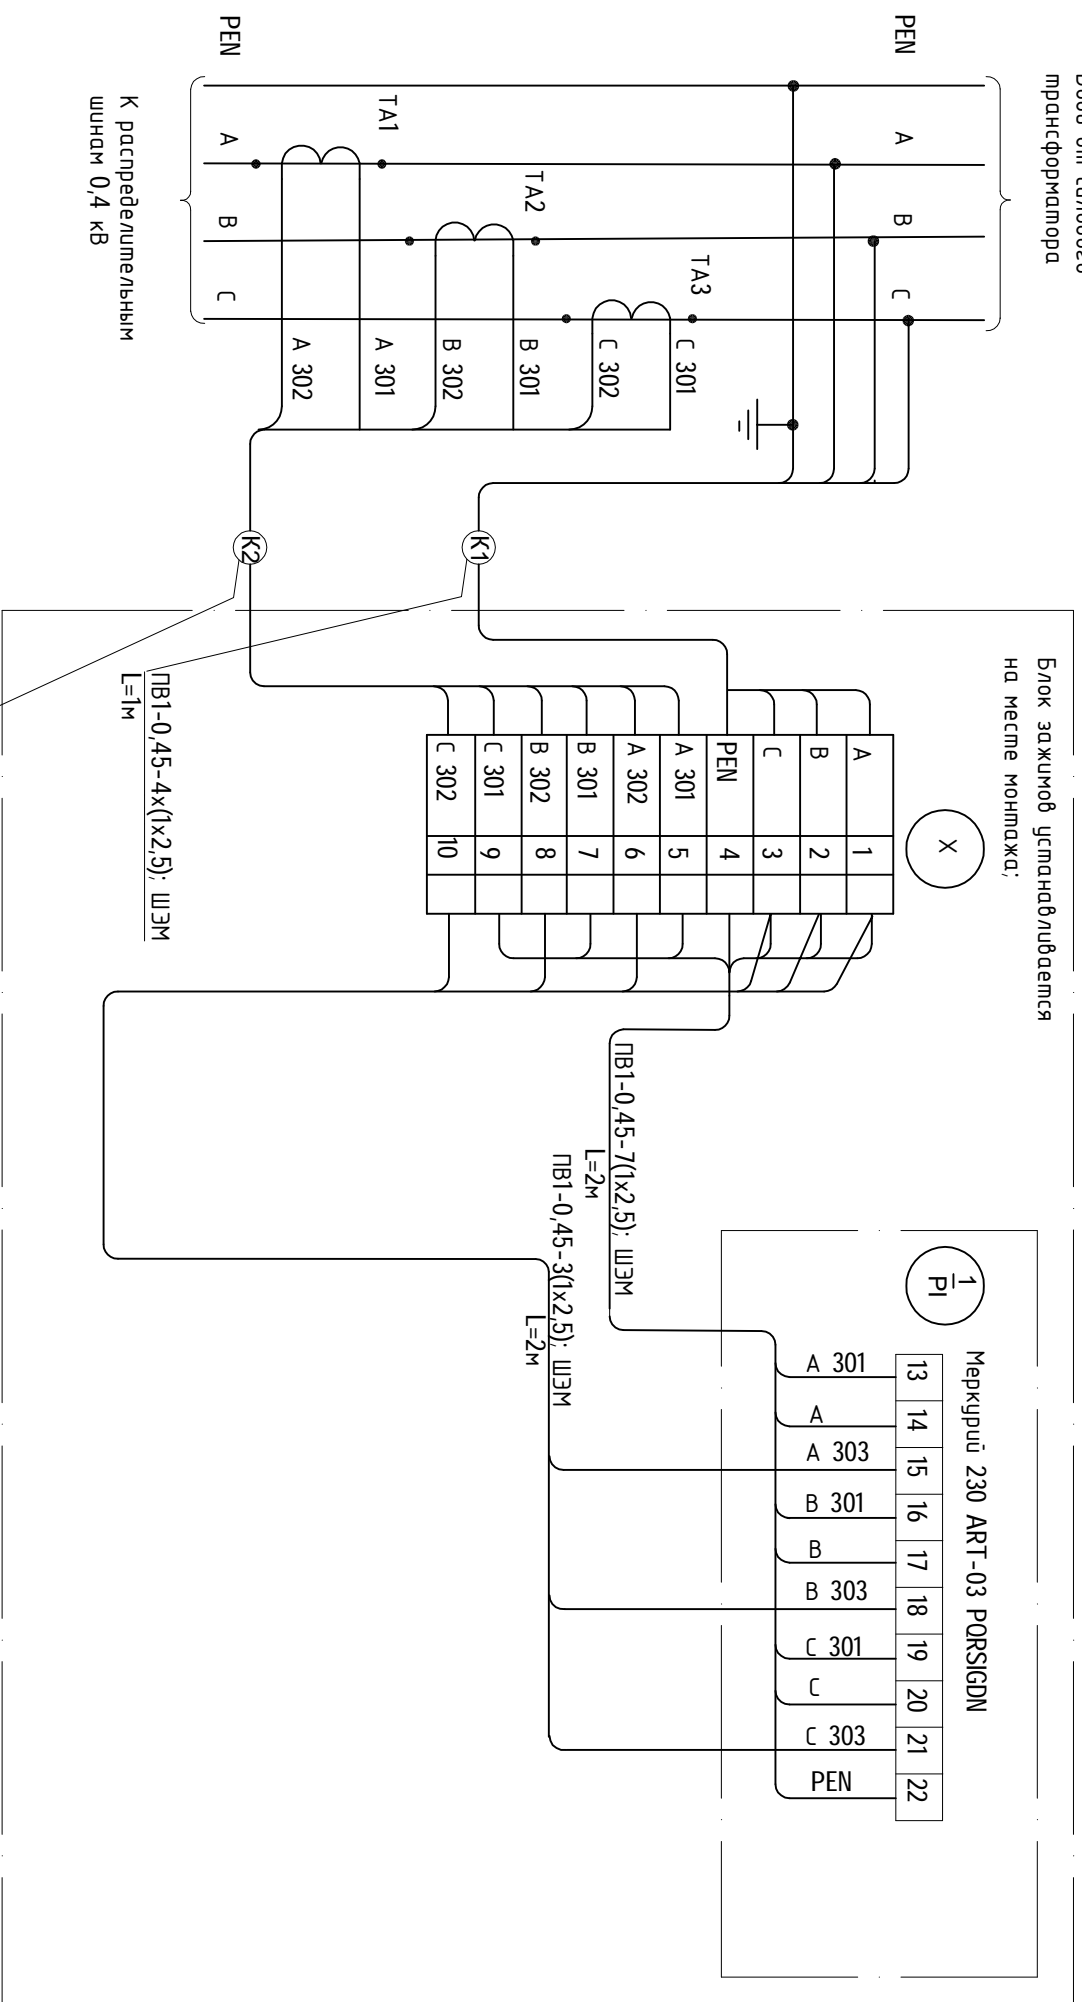 трансформатора
PEN
A
B
C
PEN
A
B
C
TA1
TA2
TA3
К распределительным
шинам 0,4 кВ
A 302
A 301
B 302
B 301
C 302
C 301
K1
K2
Блок зажимов устанавливается
на месте монтажа;
X
A 1
B 2
C 3
PEN 4
A 301 5
A 302 6
B 301 7
B 302 8
C 301 9
C 302 10
ПВ1-0,45-4х(1х2,5); ШЭМ
L=1м
ПВ1-0,45-7(1х2,5); ШЭМ
L=2м
ПВ1-0,45-3(1х2,5); ШЭМ
L=2м
1
PI
Меркурий 230 ART-03 PQRSIGDN
A 301 13
A 14
A 303 15
B 301 16
B 17
B 303 18
C 301 19
C 20
C 303 21
PEN 22